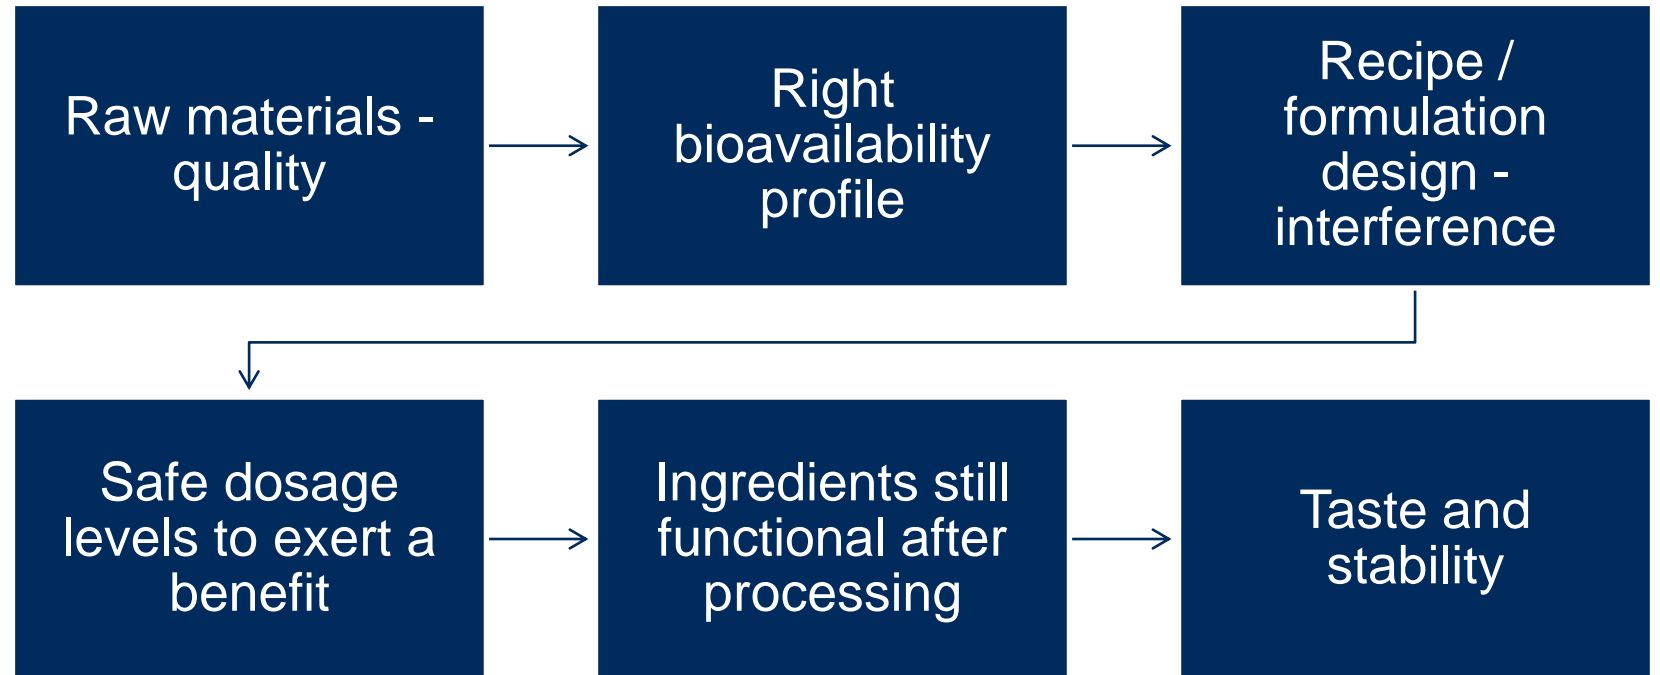 Raw materials -
quality
Right
bioavailability
profile
Recipe /
formulation
design -
interference
Safe dosage
levels to exert a
benefit
Ingredients still
functional after
processing
Taste and
stability